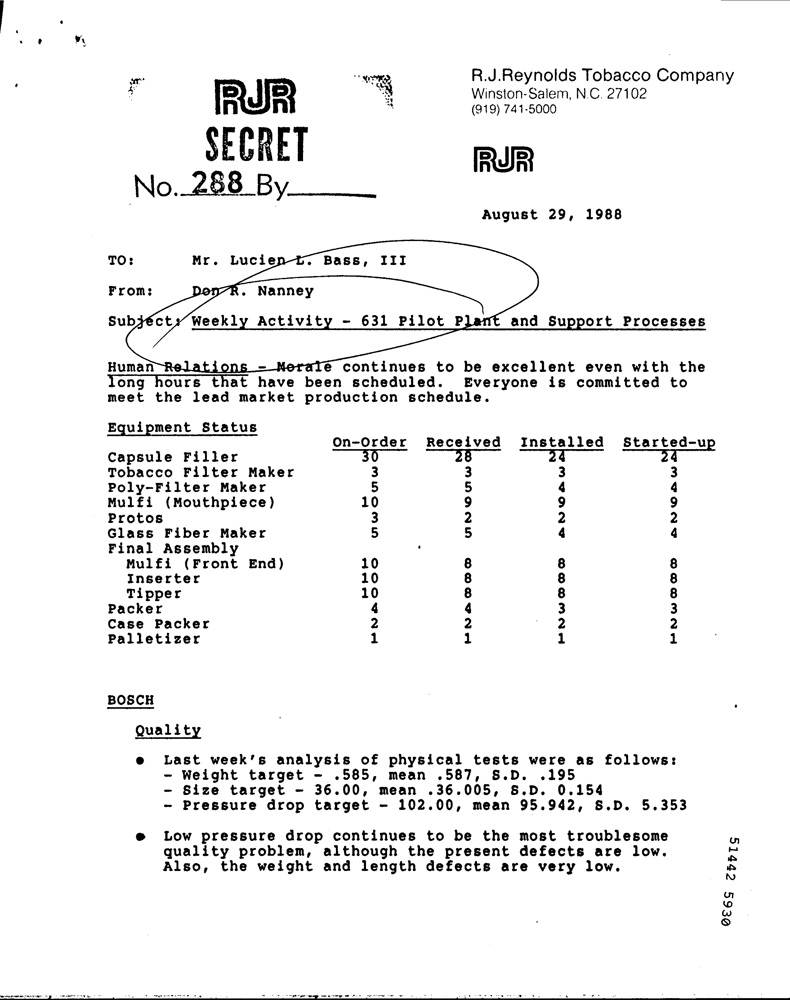 R.J.Reynolds Tobacco Company
Winston-Salem, N.C. 27102
(919) 741-5000
RJR
SECRET
No. 288 By
RJR
August 29, 1988
TO: Mr. Lucien L. Bass, III
From: Don R. Nanney
Subject: Weekly Activity - 631 Pilot Plant and Support Processes
Human Relations - Morale continues to be excellent even with the
long hours that have been scheduled. Everyone is committed to
meet the lead market production schedule.
Equipment Status
On-Order Received Installed Started-up
Capsule Filler 30 28 24 24
Tobacco Filter Maker 3 3 3 3
Poly-Filter Maker 5 5 4 4
Mulfi (Mouthpiece) 10 9 9 9
Protos 3 2 2 2
Glass Fiber Maker 5 5 4 4
Final Assembly
Mulfi (Front End) 10 8 8 8
Inserter 10 8 8 8
Tipper 10 8 8 8
Packer 4 4 3 3
Case Packer 2 2 2 2
Palletizer 1 1 1 1
BOSCH
Quality
● Last week's analysis of physical tests were as follows:
- Weight target - .585, mean .587, S.D. .195
- Size target - 36.00, mean .36.005, S.D. 0.154
- Pressure drop target - 102.00, mean 95.942, S.D. 5.353
● Low pressure drop continues to be the most troublesome
quality problem, although the present defects are low.
Also, the weight and length defects are very low.
51442 5930